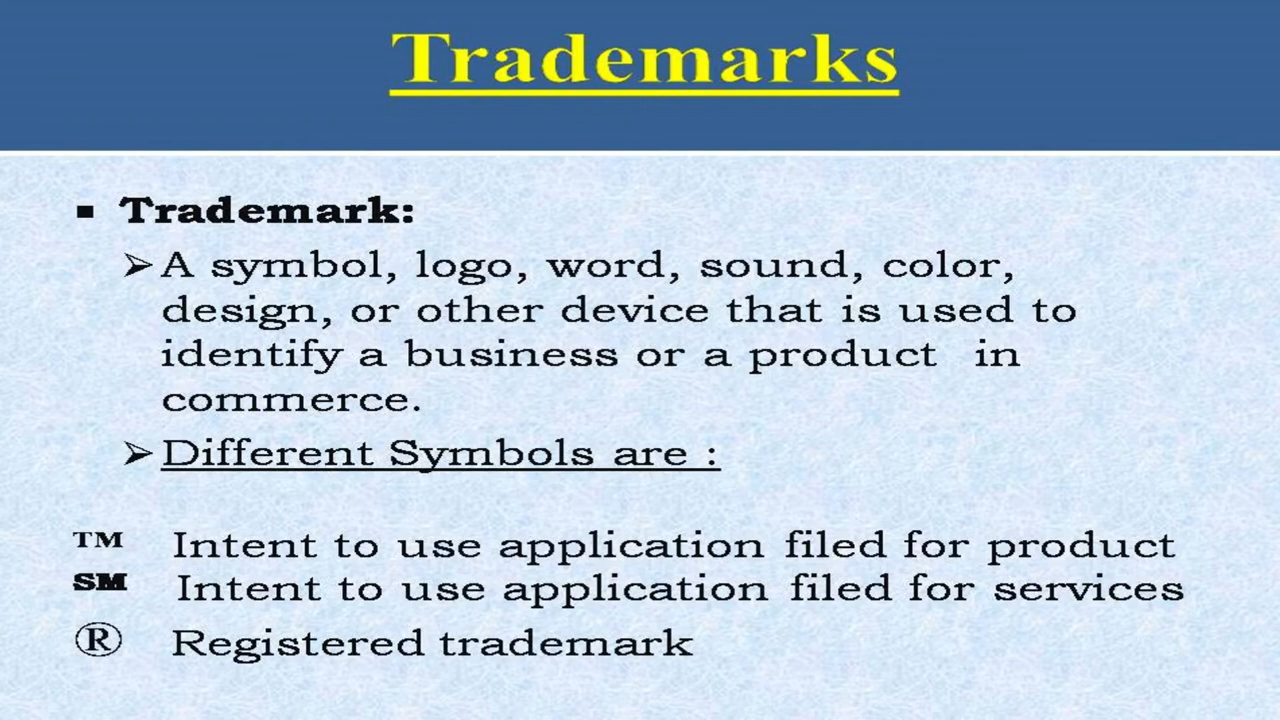 Trademarks
▪ Trademark:
➢A symbol, logo, word, sound, color,
design, or other device that is used to
identify a business or a product in
commerce.
➢Different Symbols are :
™ Intent to use application filed for product
℠ Intent to use application filed for services
® Registered trademark